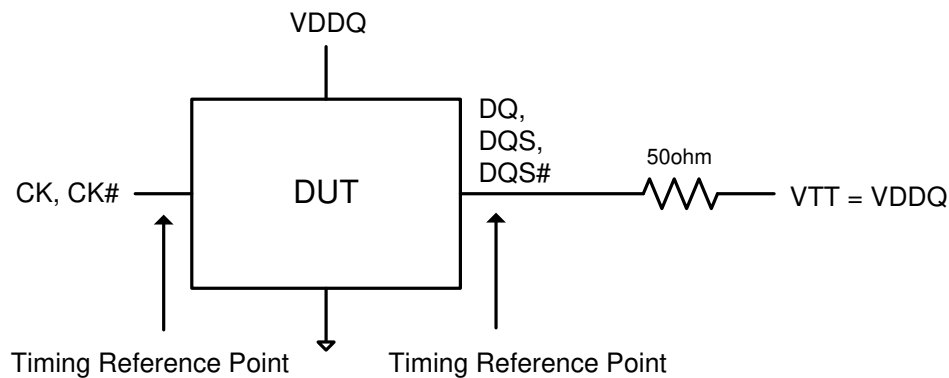 VDDQ
DQ,
DQS,
DQS#
50ohm
CK, CK#
DUT
VTT = VDDQ
Timing Reference Point
Timing Reference Point